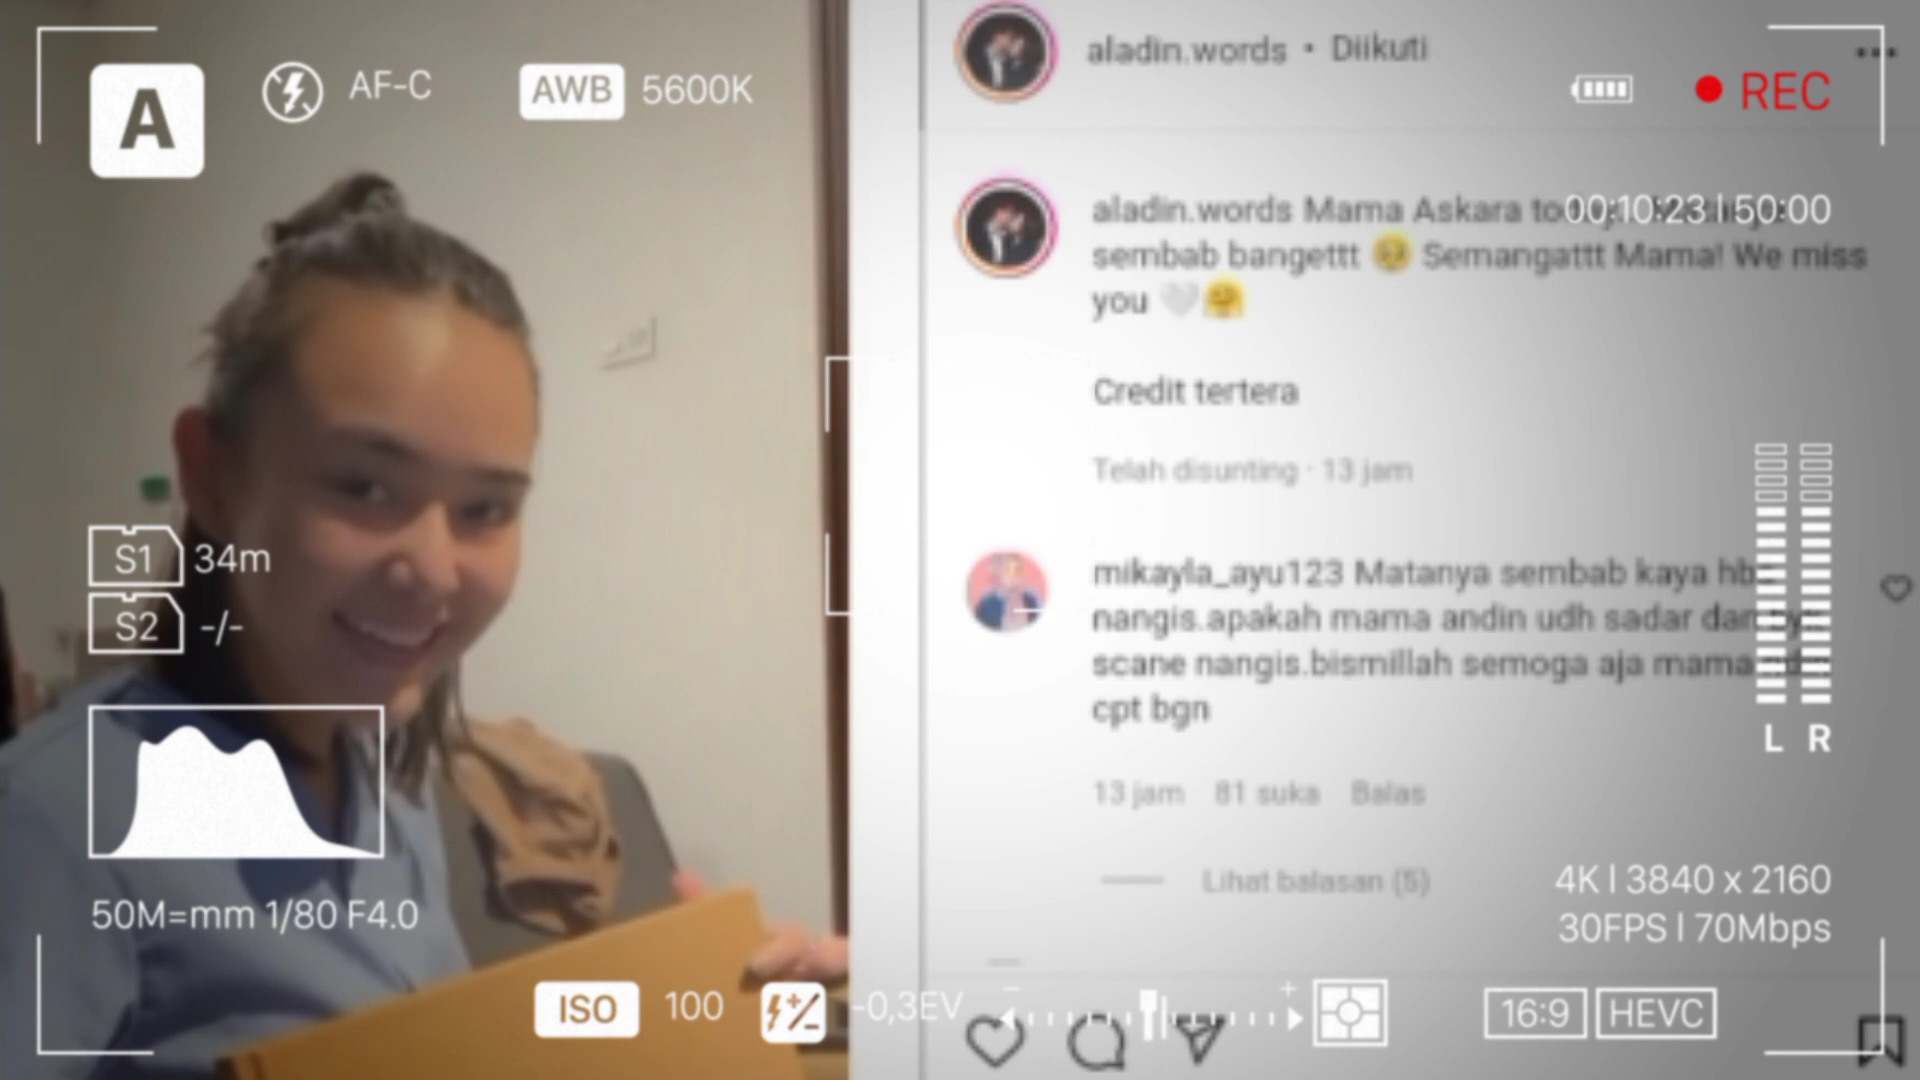 A
AF-C
AWB 5600K
REC
aladin.words • Diikuti
00:10:23 | 50:00
aladin.words Mama Askara
sembab bangettt 🥺 Semangattt Mama! We miss
you 🤍🤗
Credit tertera
Telah disunting · 13 jam
S1 34m
S2 -/-
mikayla_ayu123 Matanya sembab kaya
nangis.apakah mama andin udh sadar dan
scane nangis.bismillah semoga aja mama
cpt bgn
L R
13 jam 81 suka Balas
Lihat balasan (5)
4K | 3840 x 2160
30FPS | 70Mbps
50M=mm 1/80 F4.0
ISO 100
-0,3EV
16:9 HEVC